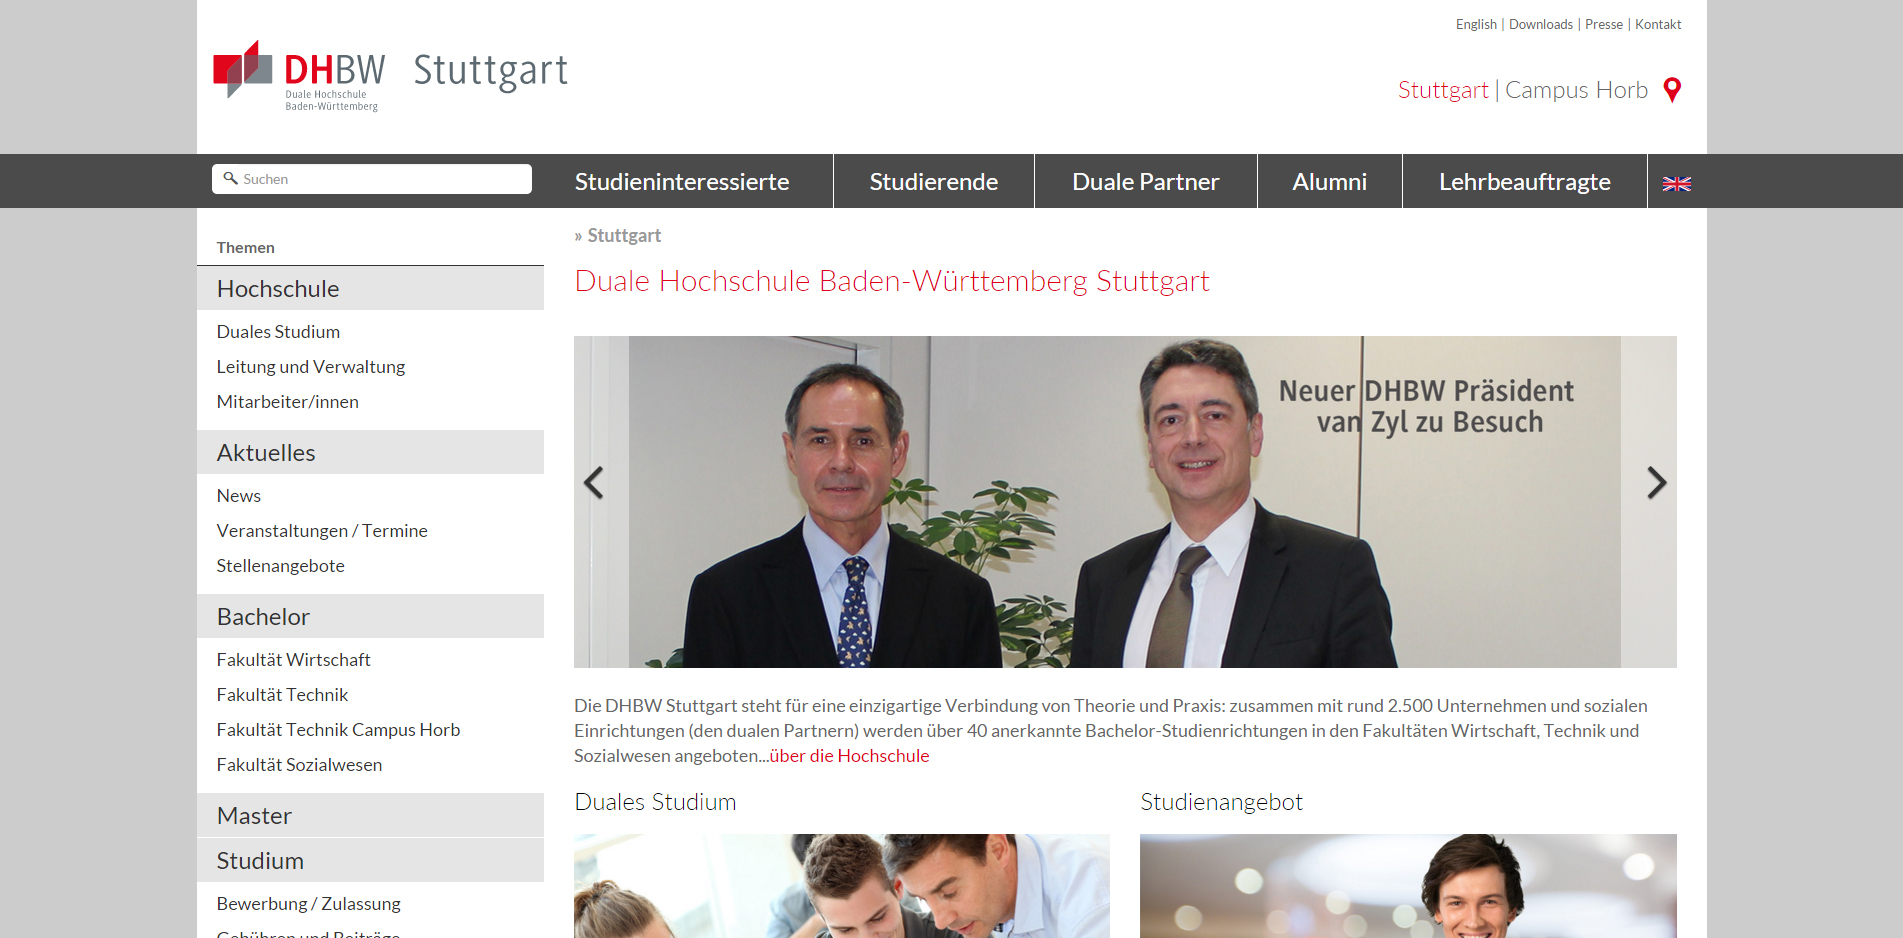 English | Downloads | Presse | Kontakt
DHBW Stuttgart
Duale Hochschule
Baden-Württemberg
Stuttgart | Campus Horb
Suchen
Studieninteressierte
Studierende
Duale Partner
Alumni
Lehrbeauftragte
Themen
Hochschule
Duales Studium
Leitung und Verwaltung
Mitarbeiter/innen
Aktuelles
News
Veranstaltungen / Termine
Stellenangebote
Bachelor
Fakultät Wirtschaft
Fakultät Technik
Fakultät Technik Campus Horb
Fakultät Sozialwesen
Master
Studium
Bewerbung / Zulassung
Gebühren und Beiträge
» Stuttgart
Duale Hochschule Baden-Württemberg Stuttgart
Neuer DHBW Präsident
van Zyl zu Besuch
Die DHBW Stuttgart steht für eine einzigartige Verbindung von Theorie und Praxis: zusammen mit rund 2.500 Unternehmen und sozialen
Einrichtungen (den dualen Partnern) werden über 40 anerkannte Bachelor-Studienrichtungen in den Fakultäten Wirtschaft, Technik und
Sozialwesen angeboten...über die Hochschule
Duales Studium
Studienangebot